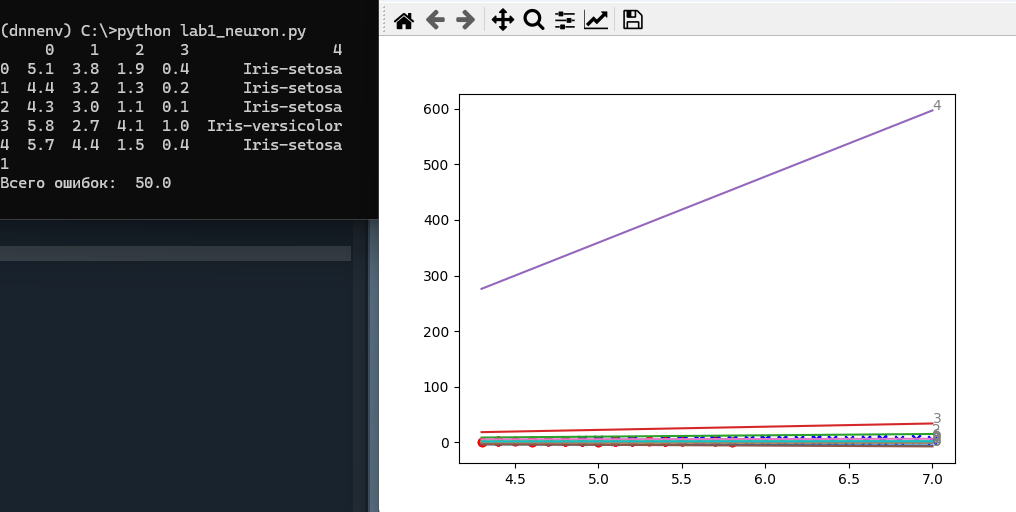 (dnnenv) C:\>python lab1_neuron.py
0 1 2 3 4
0 5.1 3.8 1.9 0.4 Iris-setosa
1 4.4 3.2 1.3 0.2 Iris-setosa
2 4.3 3.0 1.1 0.1 Iris-setosa
3 5.8 2.7 4.1 1.0 Iris-versicolor
4 5.7 4.4 1.5 0.4 Iris-setosa
1
Всего ошибок: 50.0
600
500
400
300
200
100
0
4.5 5.0 5.5 6.0 6.5 7.0
4
3
2